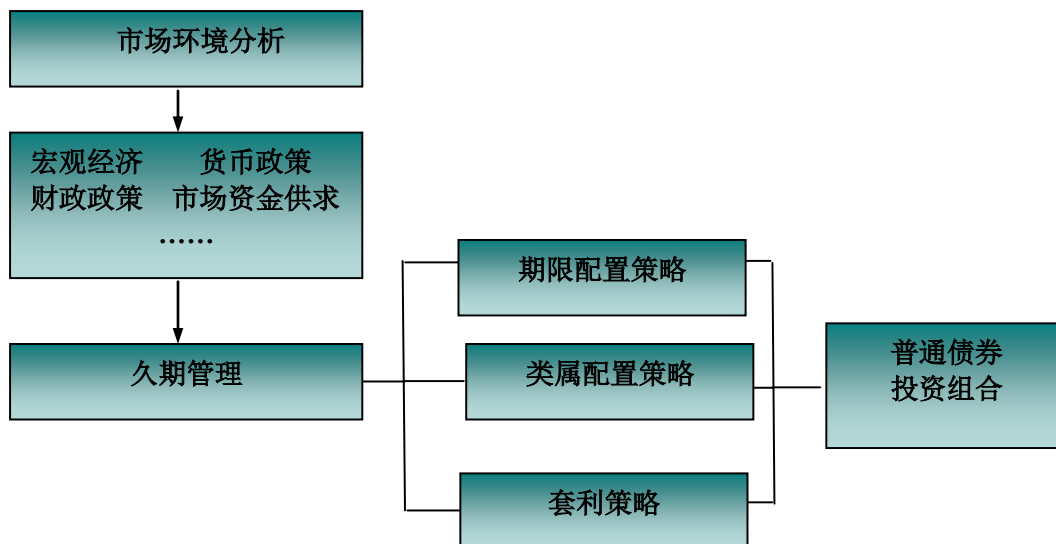 市场环境分析
宏观经济 货币政策
财政政策 市场资金供求
……
期限配置策略
久期管理
类属配置策略
套利策略
普通债券
投资组合